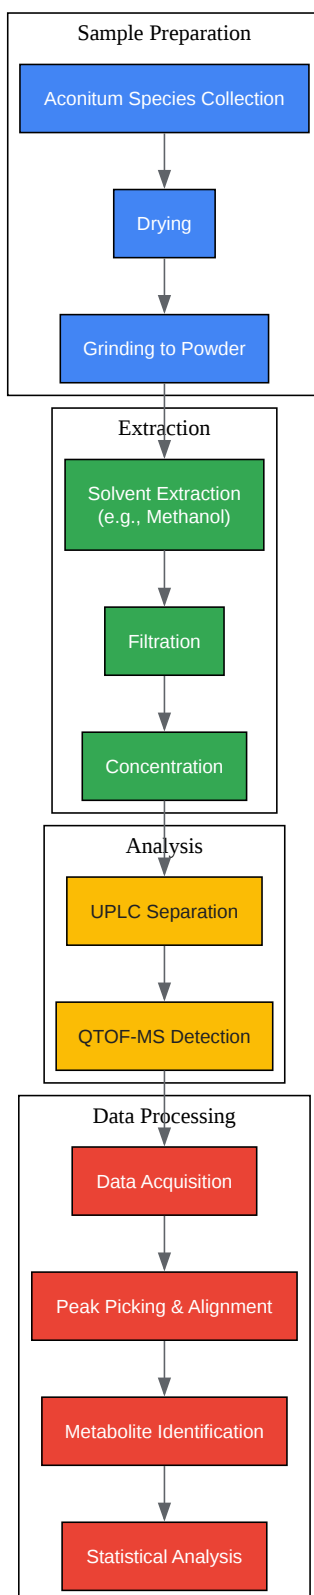 Sample Preparation
Aconitum Species Collection
Drying
Grinding to Powder
Extraction
Solvent Extraction
(e.g., Methanol)
Filtration
Concentration
Analysis
UPLC Separation
QTOF-MS Detection
Data Processing
Data Acquisition
Peak Picking & Alignment
Metabolite Identification
Statistical Analysis